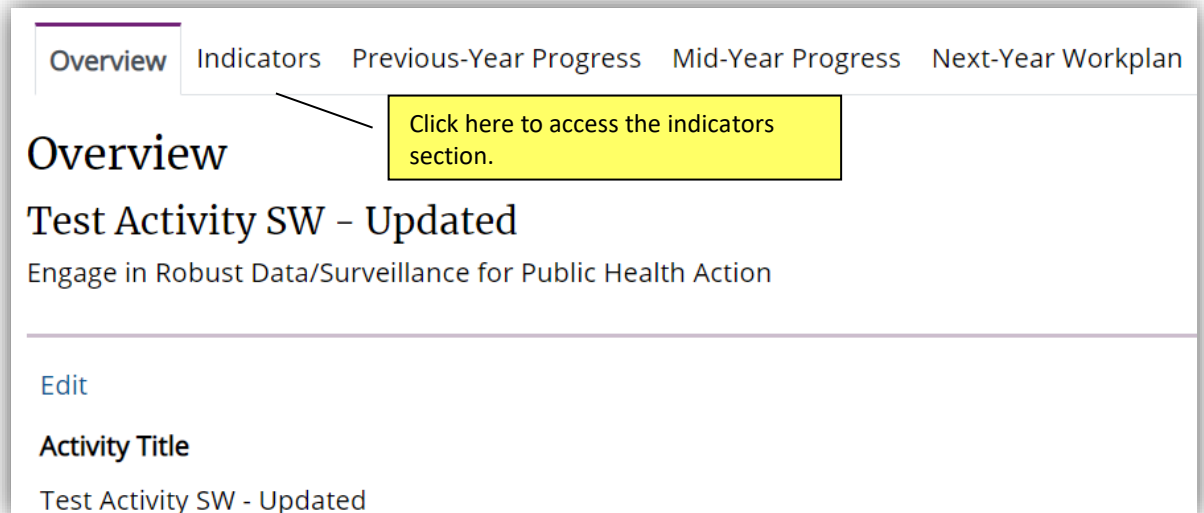 Overview Indicators Previous-Year Progress Mid-Year Progress Next-Year Workplan
Click here to access the indicators
section.
Overview
Test Activity SW - Updated
Engage in Robust Data/Surveillance for Public Health Action
Edit
Activity Title
Test Activity SW - Updated